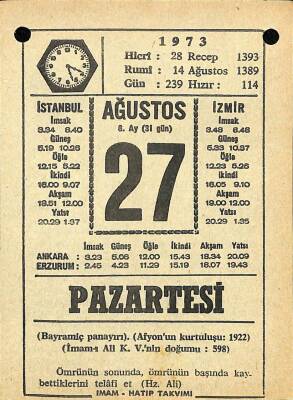 1973
Hicrî : 28 Recep 1393
Rumî : 14 Ağustos 1389
Gün : 239 Hızır : 114
İSTANBUL
İmsak
3.34 8.40
Güneş
5.19 10.26
Öğle
12.15 5.22
İkindi
16.00 9.07
Akşam
18.51 12.00
Yatsı
20.29 1.37
AĞUSTOS
8. Ay (31 gün)
27
İZMİR
İmsak
3.48 8.48
Güneş
5.33 10.37
Öğle
12.23 5.26
İkindi
16.05 9.10
Akşam
18.58 12.00
Yatsı
20.29 1.35
İmsak Güneş Öğle İkindi Akşam Yatsı
ANKARA : 3.23 5.06 12.00 15.43 18.34 20.09
ERZURUM : 2.45 4.23 11.29 15.19 18.07 19.43
PAZARTESİ
(Bayramiç panayırı). (Afyon'un kurtuluşu: 1922)
(İmam-ı Ali K. V.'nin doğumu : 598)
Ömrünün sonunda, ömrünün başında kay-
bettiklerini telâfi et (Hz. Ali)
İMAM - HATİP TAKVİMİ